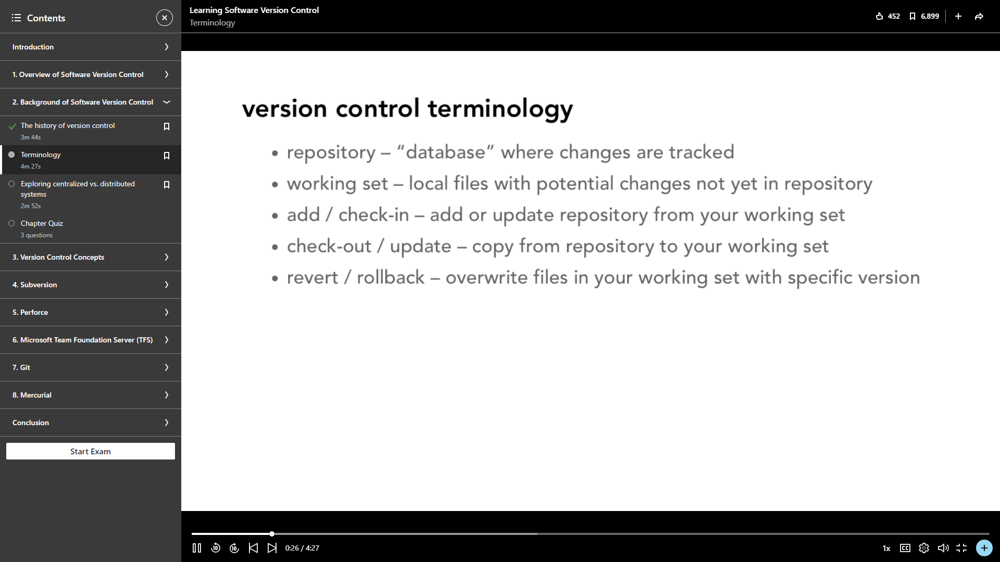 Contents
Introduction
1. Overview of Software Version Control
2. Background of Software Version Control
The history of version control
3m 44s
Terminology
4m 27s
Exploring centralized vs. distributed
systems
2m 52s
Chapter Quiz
3 questions
3. Version Control Concepts
4. Subversion
5. Perforce
6. Microsoft Team Foundation Server (TFS)
7. Git
8. Mercurial
Conclusion
Start Exam
Learning Software Version Control
Terminology
452
6,899
version control terminology
• repository – “database” where changes are tracked
• working set – local files with potential changes not yet in repository
• add / check-in – add or update repository from your working set
• check-out / update – copy from repository to your working set
• revert / rollback – overwrite files in your working set with specific version
10
10
0:26 / 4:27
1x
CC